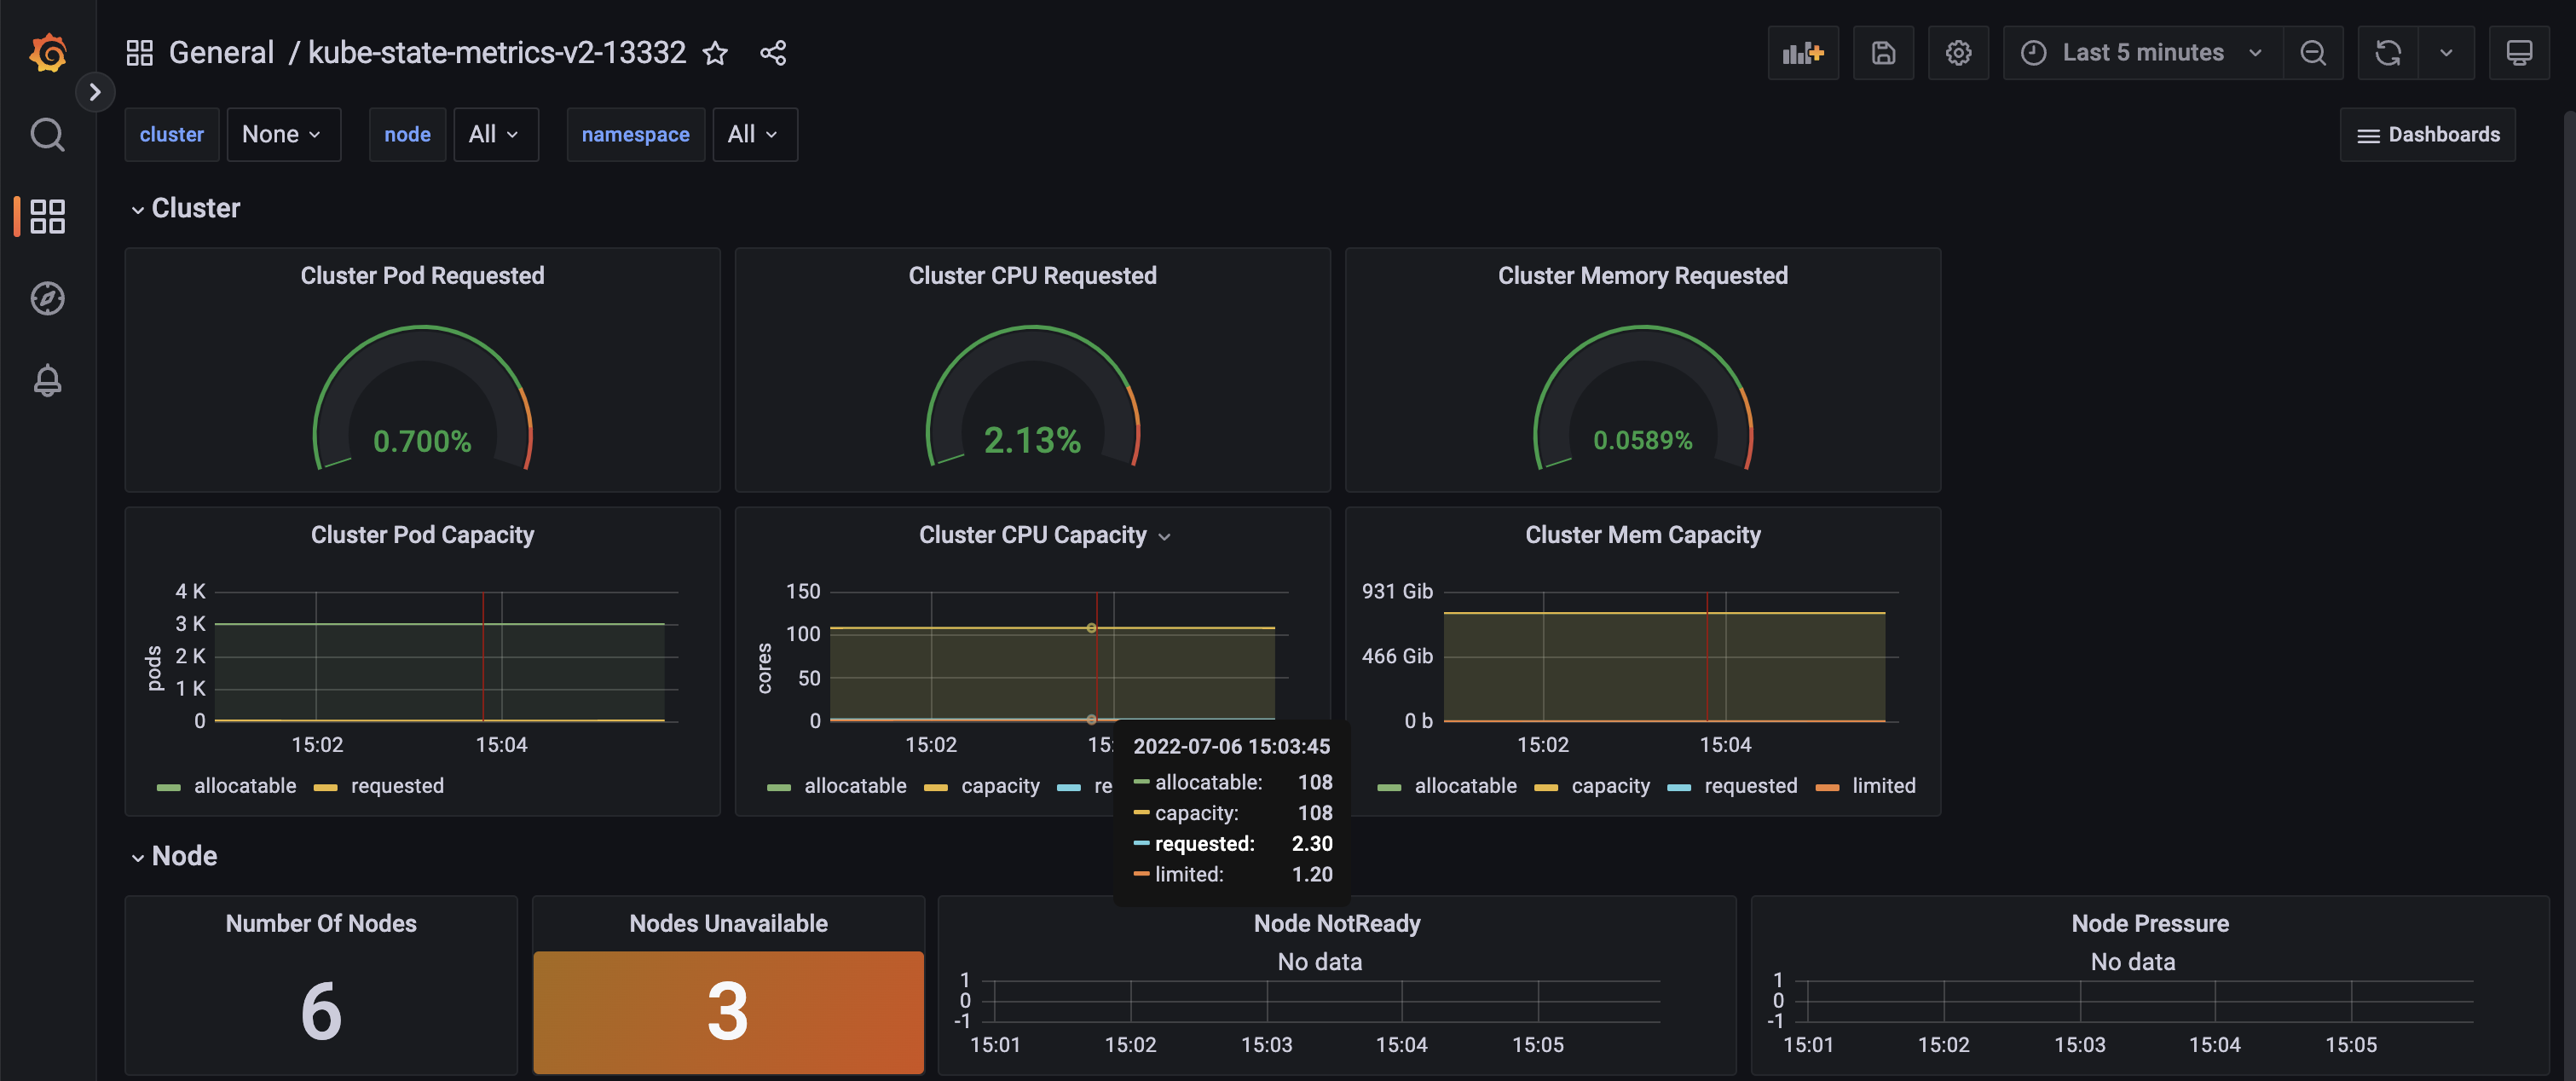 General / kube-state-metrics-v2-13332
Last 5 minutes
cluster None node All namespace All
Dashboards
Cluster
Cluster Pod Requested
0.700%
Cluster CPU Requested
2.13%
Cluster Memory Requested
0.0589%
Cluster Pod Capacity
4 K
3 K
2 K
1 K
0
pods
15:02 15:04
allocatable requested
Cluster CPU Capacity
150
100
50
0
cores
15:02 15:
allocatable capacity re
2022-07-06 15:03:45
allocatable: 108
capacity: 108
requested: 2.30
limited: 1.20
Cluster Mem Capacity
931 Gib
466 Gib
0 b
15:02 15:04
allocatable capacity requested limited
Node
Number Of Nodes
6
Nodes Unavailable
3
Node NotReady
No data
1
0
-1
15:01 15:02 15:03 15:04 15:05
Node Pressure
No data
1
0
-1
15:01 15:02 15:03 15:04 15:05